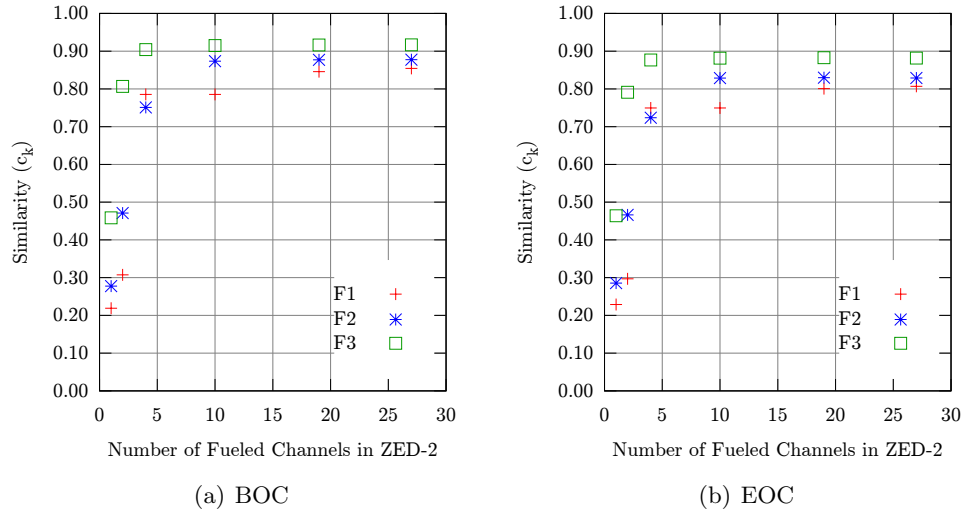 1.00
0.90
0.80
0.70
0.60
0.50
0.40
0.30
0.20
0.10
0.00
Similarity (ck)
F1
F2
F3
0 5 10 15 20 25 30
Number of Fueled Channels in ZED-2
(a) BOC
1.00
0.90
0.80
0.70
0.60
0.50
0.40
0.30
0.20
0.10
0.00
Similarity (ck)
F1
F2
F3
0 5 10 15 20 25 30
Number of Fueled Channels in ZED-2
(b) EOC